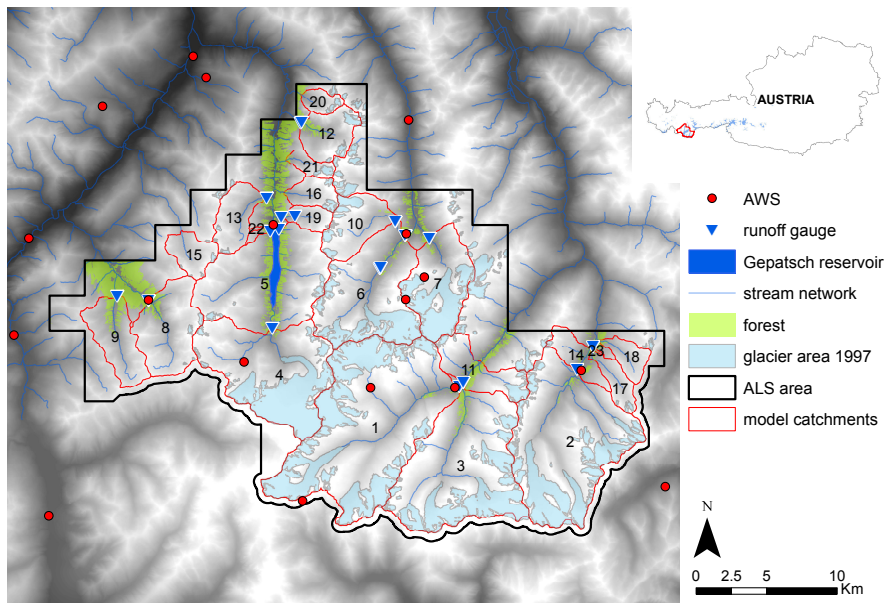 AUSTRIA
20
12
21
16
13
19
10
22
15
5
6
7
9
8
4
14
23
18
17
11
1
2
3
AWS
runoff gauge
Gepatsch reservoir
stream network
forest
glacier area 1997
ALS area
model catchments
N
0 2.5 5 10
Km